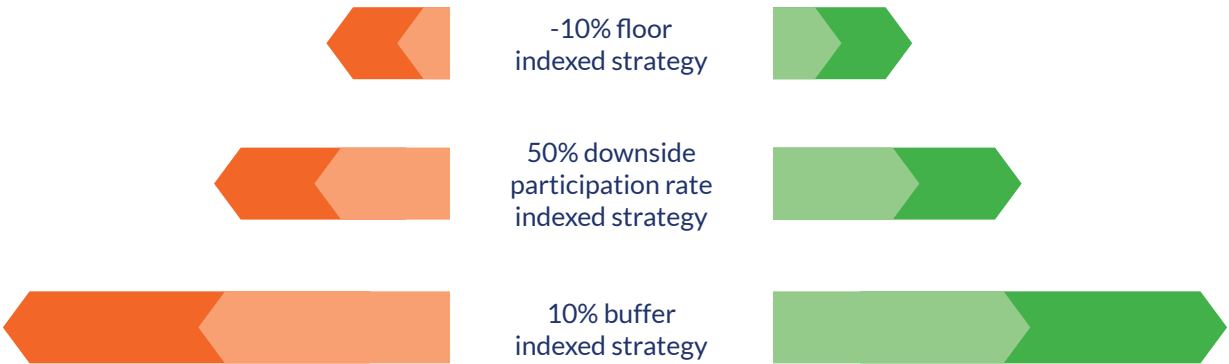 -10% floor
indexed strategy
50% downside
participation rate
indexed strategy
10% buffer
indexed strategy